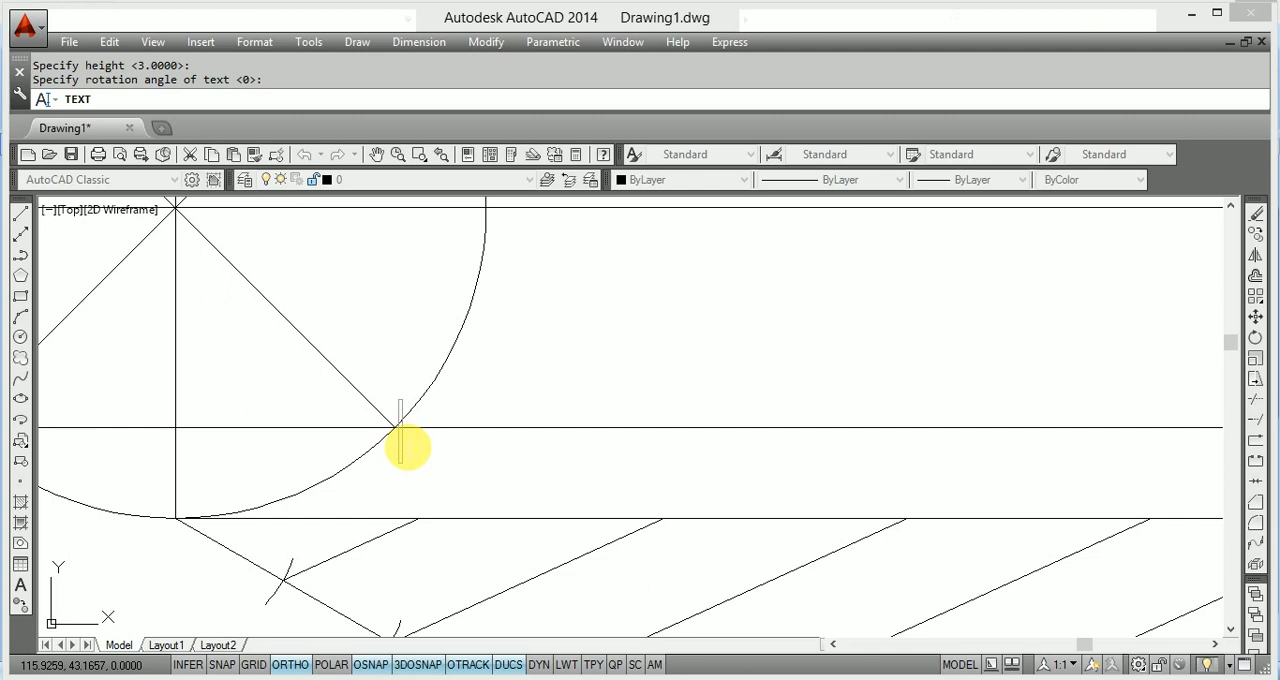 Autodesk AutoCAD 2014 Drawing1.dwg
File Edit View Insert Format Tools Draw Dimension Modify Parametric Window Help Express
Specify height <3.0000>:
Specify rotation angle of text <0>:
TEXT
Drawing1*
Standard Standard Standard Standard
AutoCAD Classic 0 ByLayer ByLayer ByLayer ByColor
[−][Top][2D Wireframe]
Y
X
Model Layout1 Layout2
115.9259, 43.1657, 0.0000 INFER SNAP GRID ORTHO POLAR OSNAP 3DOSNAP OTRACK DUCS DYN LWT TPY QP SC AM MODEL 1:1